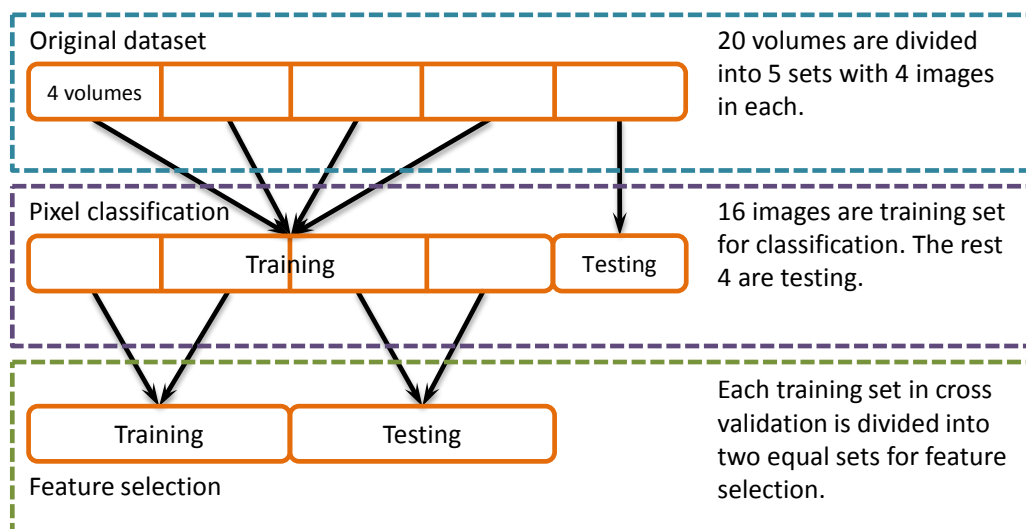 Original dataset
20 volumes are divided
into 5 sets with 4 images
in each.
4 volumes
Pixel classification
16 images are training set
for classification. The rest
4 are testing.
Training
Testing
Each training set in cross
validation is divided into
two equal sets for feature
selection.
Training
Testing
Feature selection